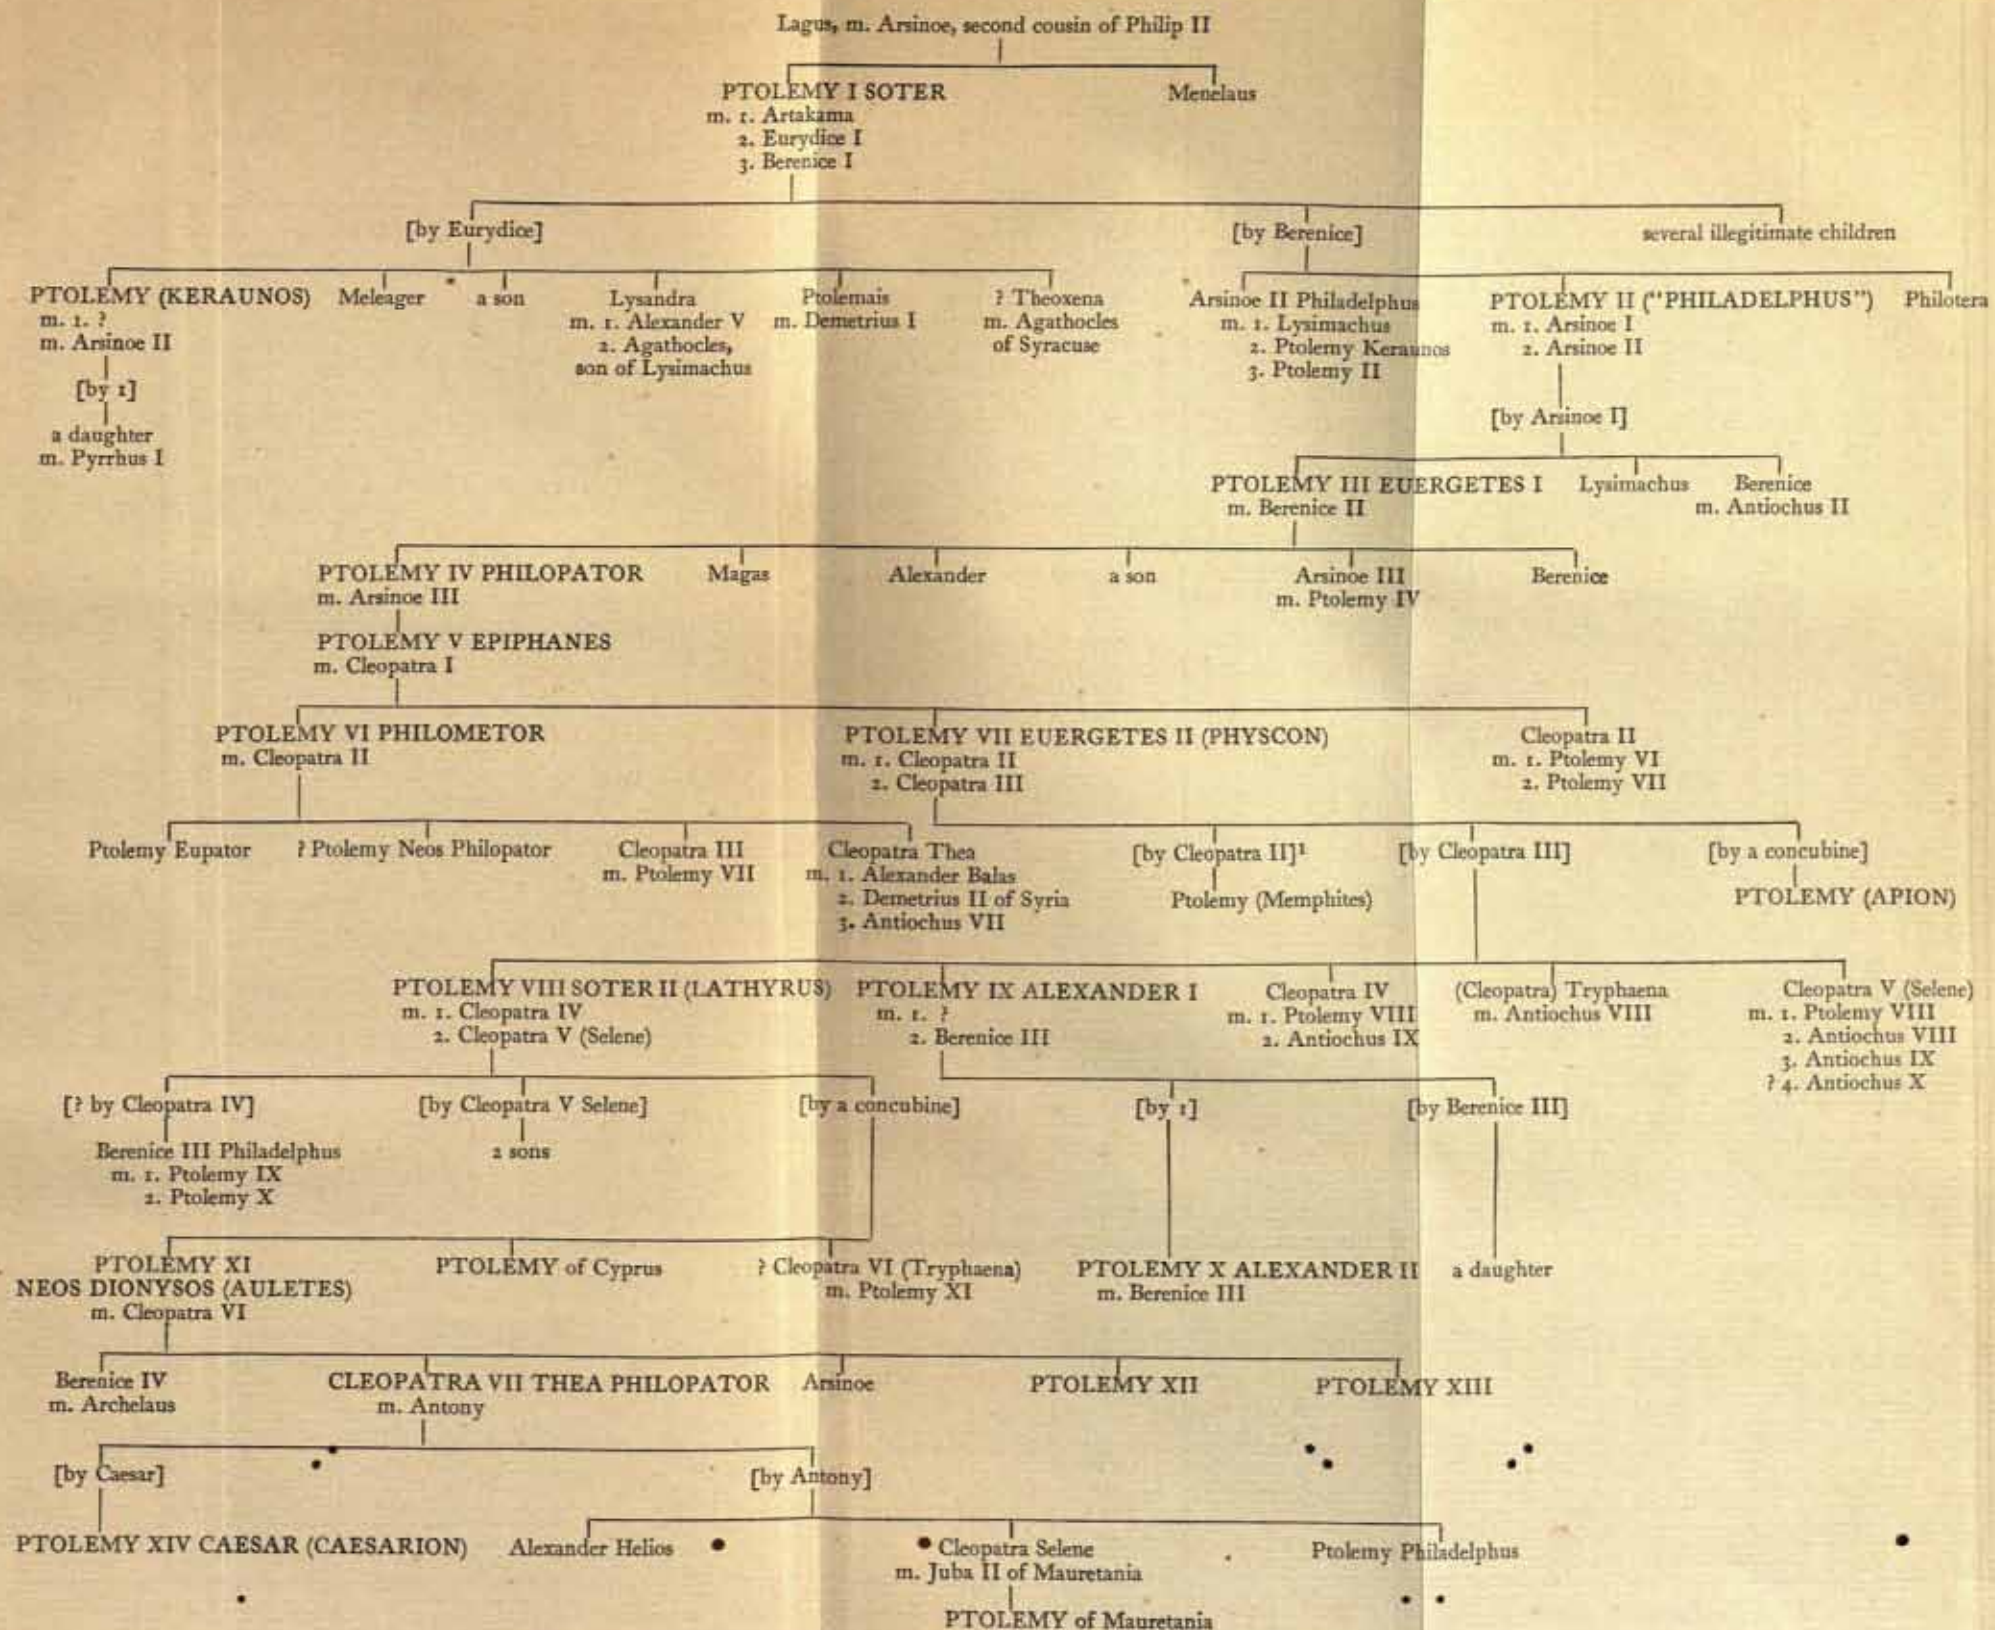 Lagus, m. Arsinoe, second cousin of Philip II
PTOLEMY I SOTER
m. 1. Artakama
2. Eurydice I
3. Berenice I
Menelaus
[by Eurydice]
[by Berenice]
several illegitimate children
PTOLEMY (KERAUNOS)
m. 1. ?
m. Arsinoe II
[by 1]
a daughter
m. Pyrrhus I
Meleager
a son
Lysandra
m. 1. Alexander V
2. Agathocles,
son of Lysimachus
Ptolemais
m. Demetrius I
? Theoxena
m. Agathocles
of Syracuse
Arsinoe II Philadelphus
m. 1. Lysimachus
2. Ptolemy Keraunos
3. Ptolemy II
PTOLEMY II ("PHILADELPHUS")
m. 1. Arsinoe I
2. Arsinoe II
Philotera
[by Arsinoe I]
PTOLEMY III EUERGETES I
m. Berenice II
Lysimachus
Berenice
m. Antiochus II
PTOLEMY IV PHILOPATOR
m. Arsinoe III
Magas
Alexander
a son
Arsinoe III
m. Ptolemy IV
Berenice
PTOLEMY V EPIPHANES
m. Cleopatra I
PTOLEMY VI PHILOMETOR
m. Cleopatra II
PTOLEMY VII EUERGETES II (PHYSCON)
m. 1. Cleopatra II
2. Cleopatra III
Cleopatra II
m. 1. Ptolemy VI
2. Ptolemy VII
Ptolemy Eupator
? Ptolemy Neos Philopator
Cleopatra III
m. Ptolemy VII
Cleopatra Thea
m. 1. Alexander Balas
2. Demetrius II of Syria
3. Antiochus VII
[by Cleopatra II]¹
Ptolemy (Memphites)
[by Cleopatra III]
[by a concubine]
PTOLEMY (APION)
PTOLEMY VIII SOTER II (LATHYRUS)
m. 1. Cleopatra IV
2. Cleopatra V (Selene)
PTOLEMY IX ALEXANDER I
m. 1. ?
2. Berenice III
Cleopatra IV
m. 1. Ptolemy VIII
2. Antiochus IX
(Cleopatra) Tryphaena
m. Antiochus VIII
Cleopatra V (Selene)
m. 1. Ptolemy VIII
2. Antiochus VIII
3. Antiochus IX
? 4. Antiochus X
[? by Cleopatra IV]
Berenice III Philadelphus
m. 1. Ptolemy IX
2. Ptolemy X
[by Cleopatra V Selene]
2 sons
[by a concubine]
[by 1]
[by Berenice III]
PTOLEMY XI
NEOS DIONYSOS (AULETES)
m. Cleopatra VI
PTOLEMY of Cyprus
? Cleopatra VI (Tryphaena)
m. Ptolemy XI
PTOLEMY X ALEXANDER II
m. Berenice III
a daughter
Berenice IV
m. Archelaus
CLEOPATRA VII THEA PHILOPATOR
m. Antony
Arsinoe
PTOLEMY XII
PTOLEMY XIII
[by Caesar]
[by Antony]
PTOLEMY XIV CAESAR (CAESARION)
Alexander Helios
Cleopatra Selene
m. Juba II of Mauretania
Ptolemy Philadelphus
PTOLEMY of Mauretania